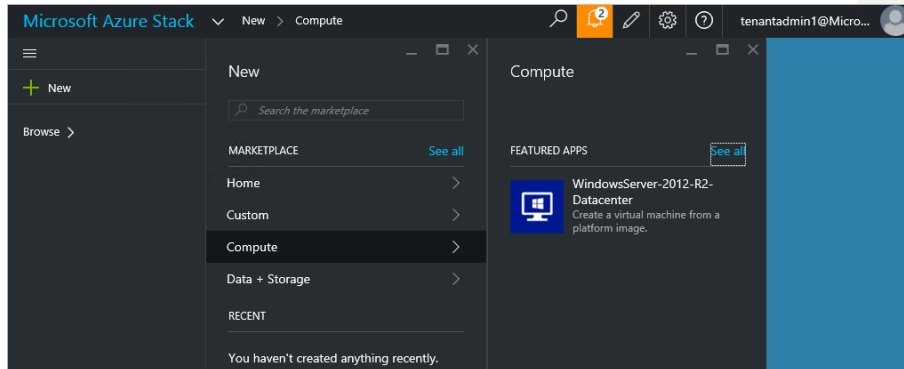 Microsoft Azure Stack New > Compute 2 tenantadmin1@Micro...
New
Browse >
New
Search the marketplace
MARKETPLACE See all
Home
Custom
Compute
Data + Storage
RECENT
You haven't created anything recently.
Compute
FEATURED APPS See all
WindowsServer-2012-R2-
Datacenter
Create a virtual machine from a
platform image.